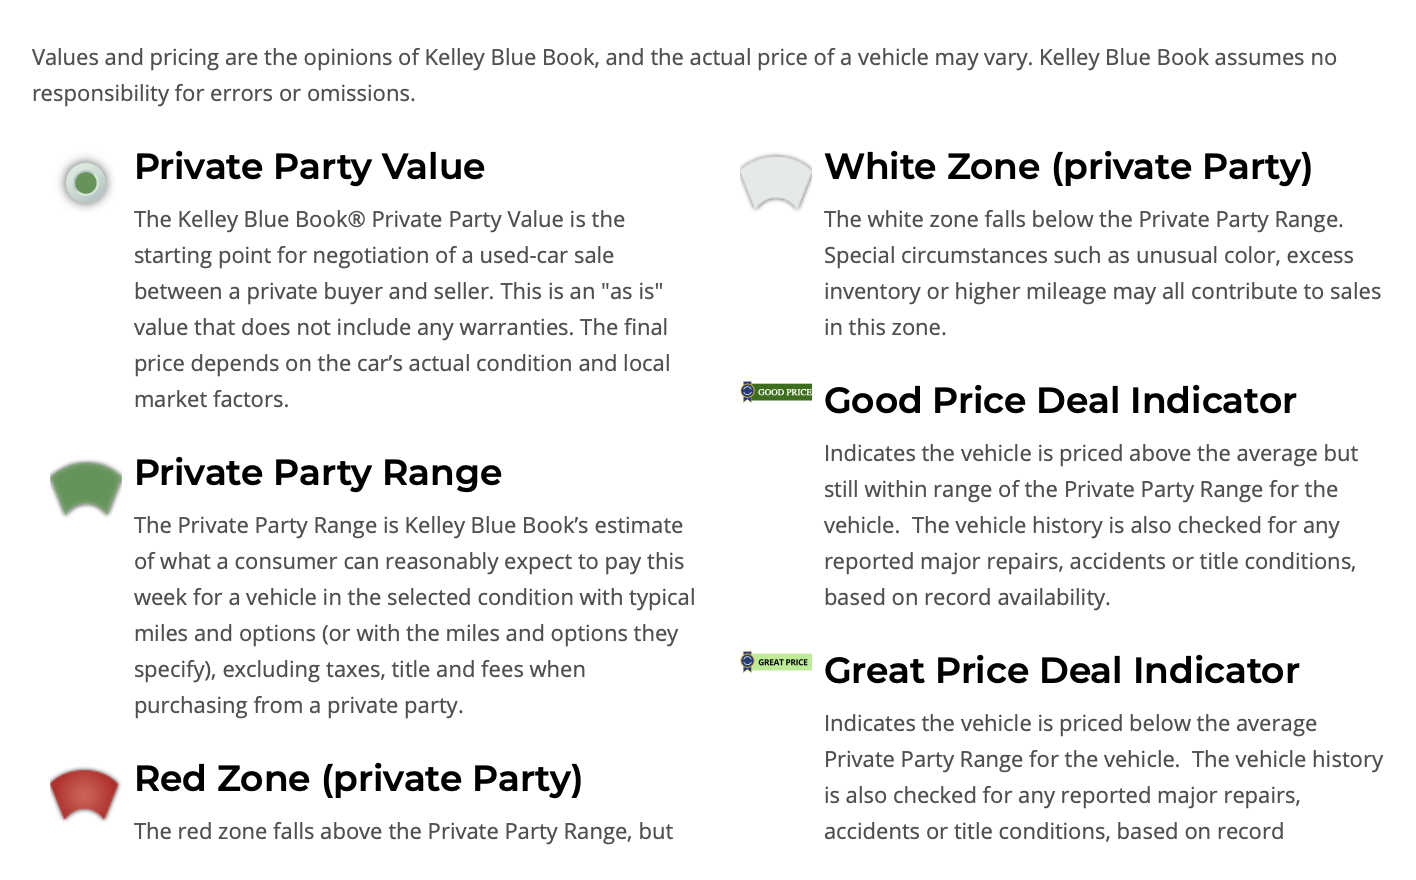 Values and pricing are the opinions of Kelley Blue Book, and the actual price of a vehicle may vary. Kelley Blue Book assumes no
responsibility for errors or omissions.
Private Party Value
The Kelley Blue Book® Private Party Value is the
starting point for negotiation of a used-car sale
between a private buyer and seller. This is an "as is"
value that does not include any warranties. The final
price depends on the car’s actual condition and local
market factors.
Private Party Range
The Private Party Range is Kelley Blue Book’s estimate
of what a consumer can reasonably expect to pay this
week for a vehicle in the selected condition with typical
miles and options (or with the miles and options they
specify), excluding taxes, title and fees when
purchasing from a private party.
Red Zone (private Party)
The red zone falls above the Private Party Range, but
White Zone (private Party)
The white zone falls below the Private Party Range.
Special circumstances such as unusual color, excess
inventory or higher mileage may all contribute to sales
in this zone.
GOOD PRICE
Good Price Deal Indicator
Indicates the vehicle is priced above the average but
still within range of the Private Party Range for the
vehicle.  The vehicle history is also checked for any
reported major repairs, accidents or title conditions,
based on record availability.
GREAT PRICE
Great Price Deal Indicator
Indicates the vehicle is priced below the average
Private Party Range for the vehicle.  The vehicle history
is also checked for any reported major repairs,
accidents or title conditions, based on record